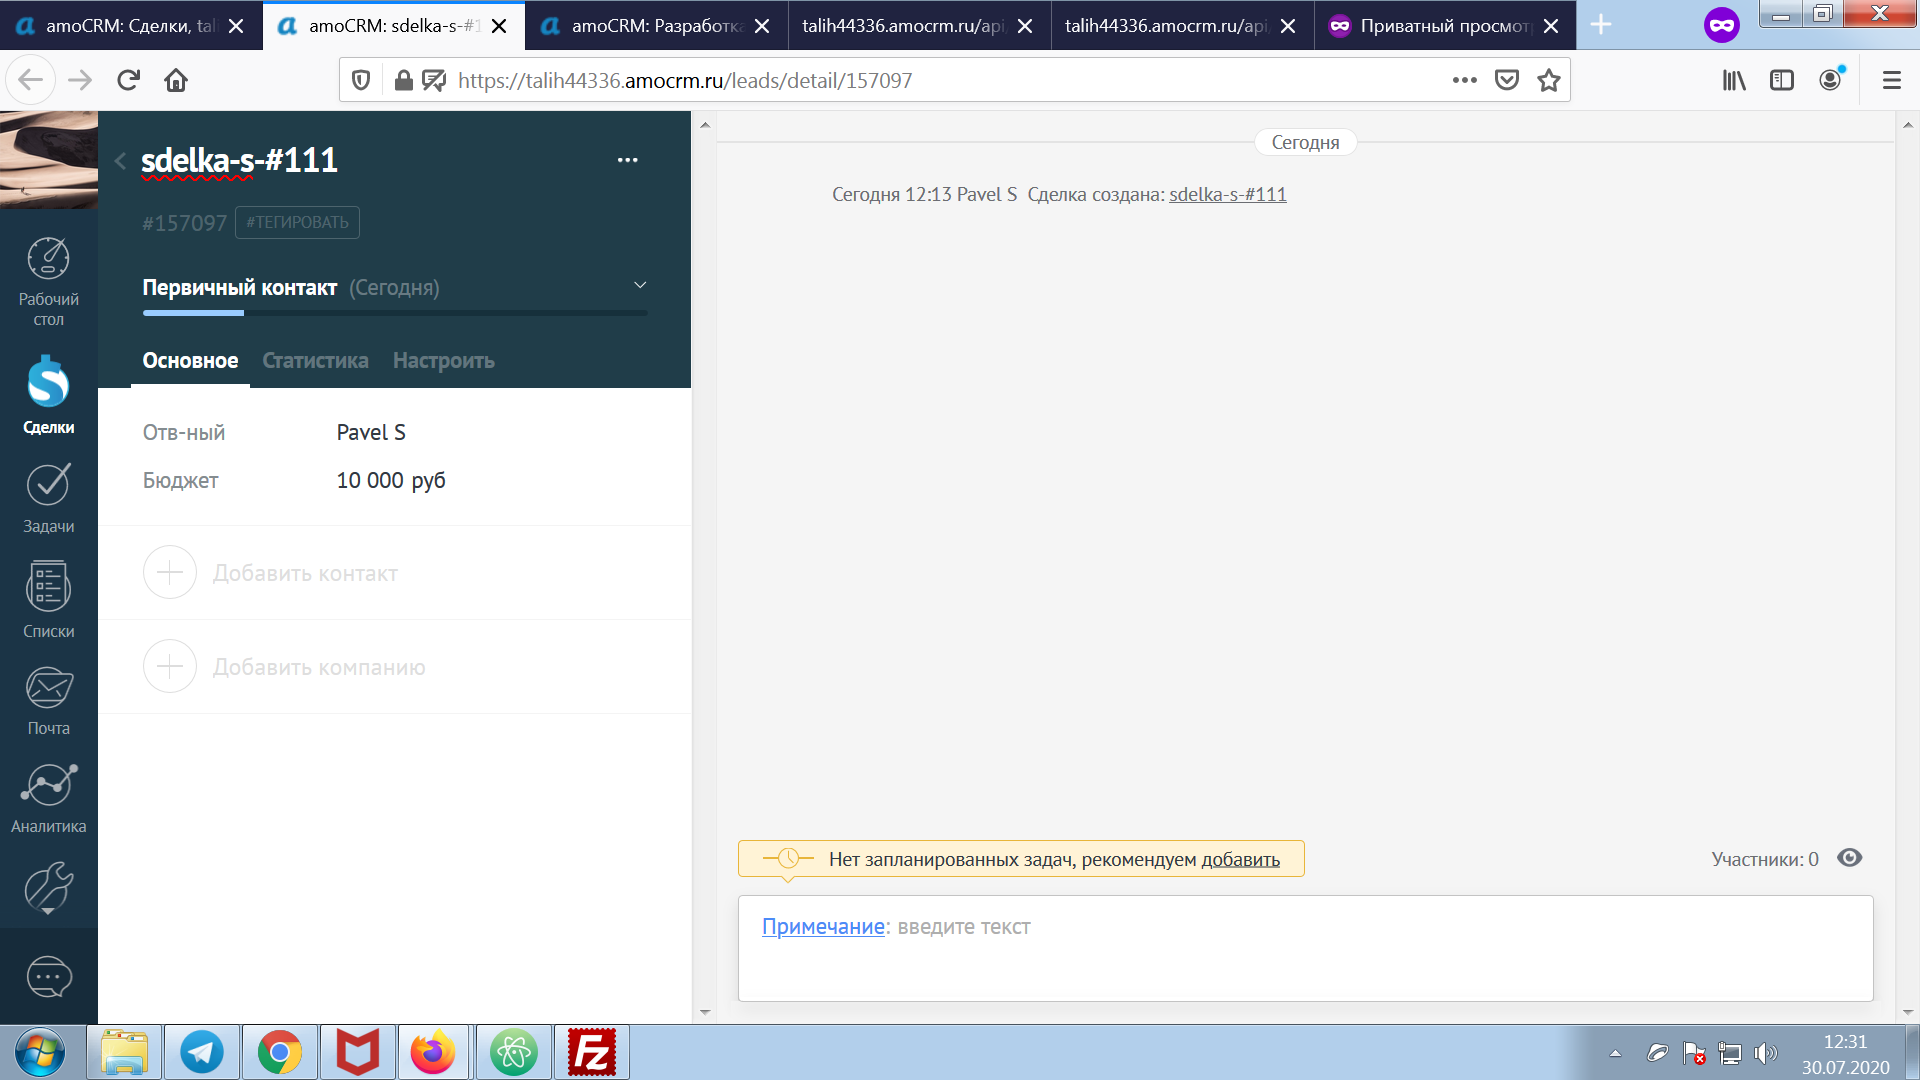 amoCRM: Сделки, tal
amoCRM: sdelka-s-#1
amoCRM: Разработка
talih44336.amocrm.ru/api
talih44336.amocrm.ru/api
Приватный просмотр
https://talih44336.amocrm.ru/leads/detail/157097
sdelka-s-#111
#157097
#ТЕГИРОВАТЬ
Первичный контакт (Сегодня)
Основное Статистика Настроить
Отв-ный Pavel S
Бюджет 10 000 руб
Добавить контакт
Добавить компанию
Рабочий
стол
Сделки
Задачи
Списки
Почта
Аналитика
Сегодня
Сегодня 12:13 Pavel S Сделка создана: sdelka-s-#111
Нет запланированных задач, рекомендуем добавить
Участники: 0
Примечание: введите текст
Fz
12:31
30.07.2020